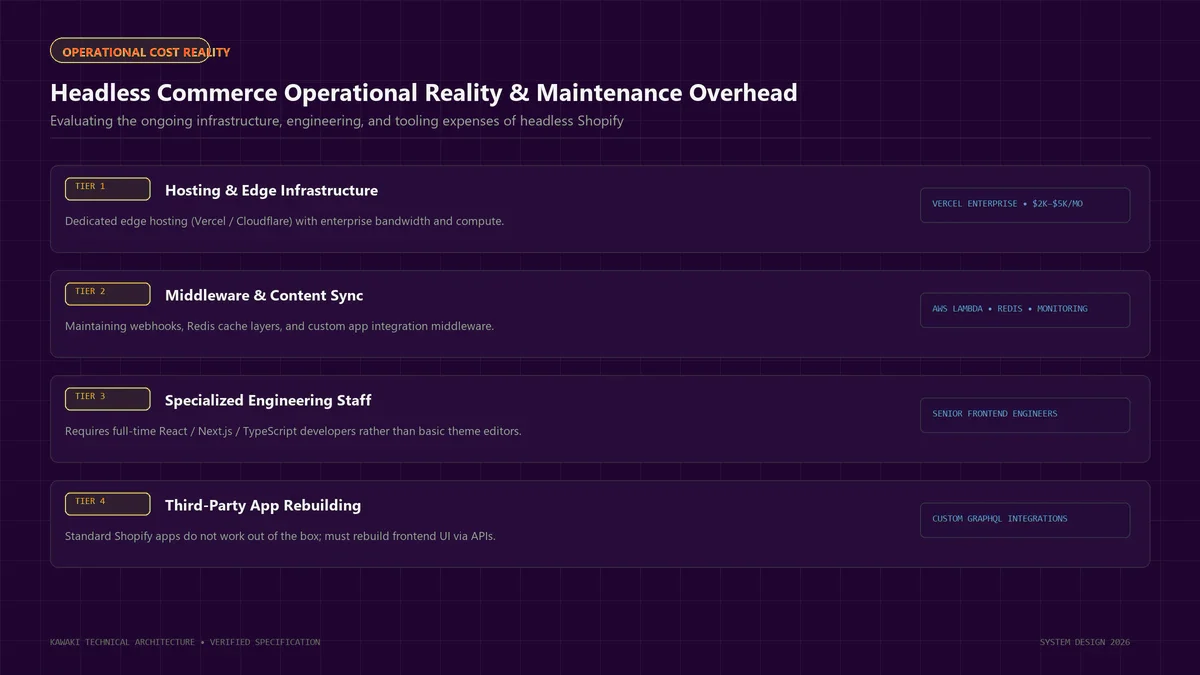 OPERATIONAL COST REALITY
Headless Commerce Operational Reality & Maintenance Overhead
Evaluating the ongoing infrastructure, engineering, and tooling expenses of headless Shopify
TIER 1
Hosting & Edge Infrastructure
Dedicated edge hosting (Vercel / Cloudflare) with enterprise bandwidth and compute.
VERCEL ENTERPRISE • $2K–$5K/MO
TIER 2
Middleware & Content Sync
Maintaining webhooks, Redis cache layers, and custom app integration middleware.
AWS LAMBDA • REDIS • MONITORING
TIER 3
Specialized Engineering Staff
Requires full-time React / Next.js / TypeScript developers rather than basic theme editors.
SENIOR FRONTEND ENGINEERS
TIER 4
Third-Party App Rebuilding
Standard Shopify apps do not work out of the box; must rebuild frontend UI via APIs.
CUSTOM GRAPHQL INTEGRATIONS
KAWAKI TECHNICAL ARCHITECTURE • VERIFIED SPECIFICATION
SYSTEM DESIGN 2026